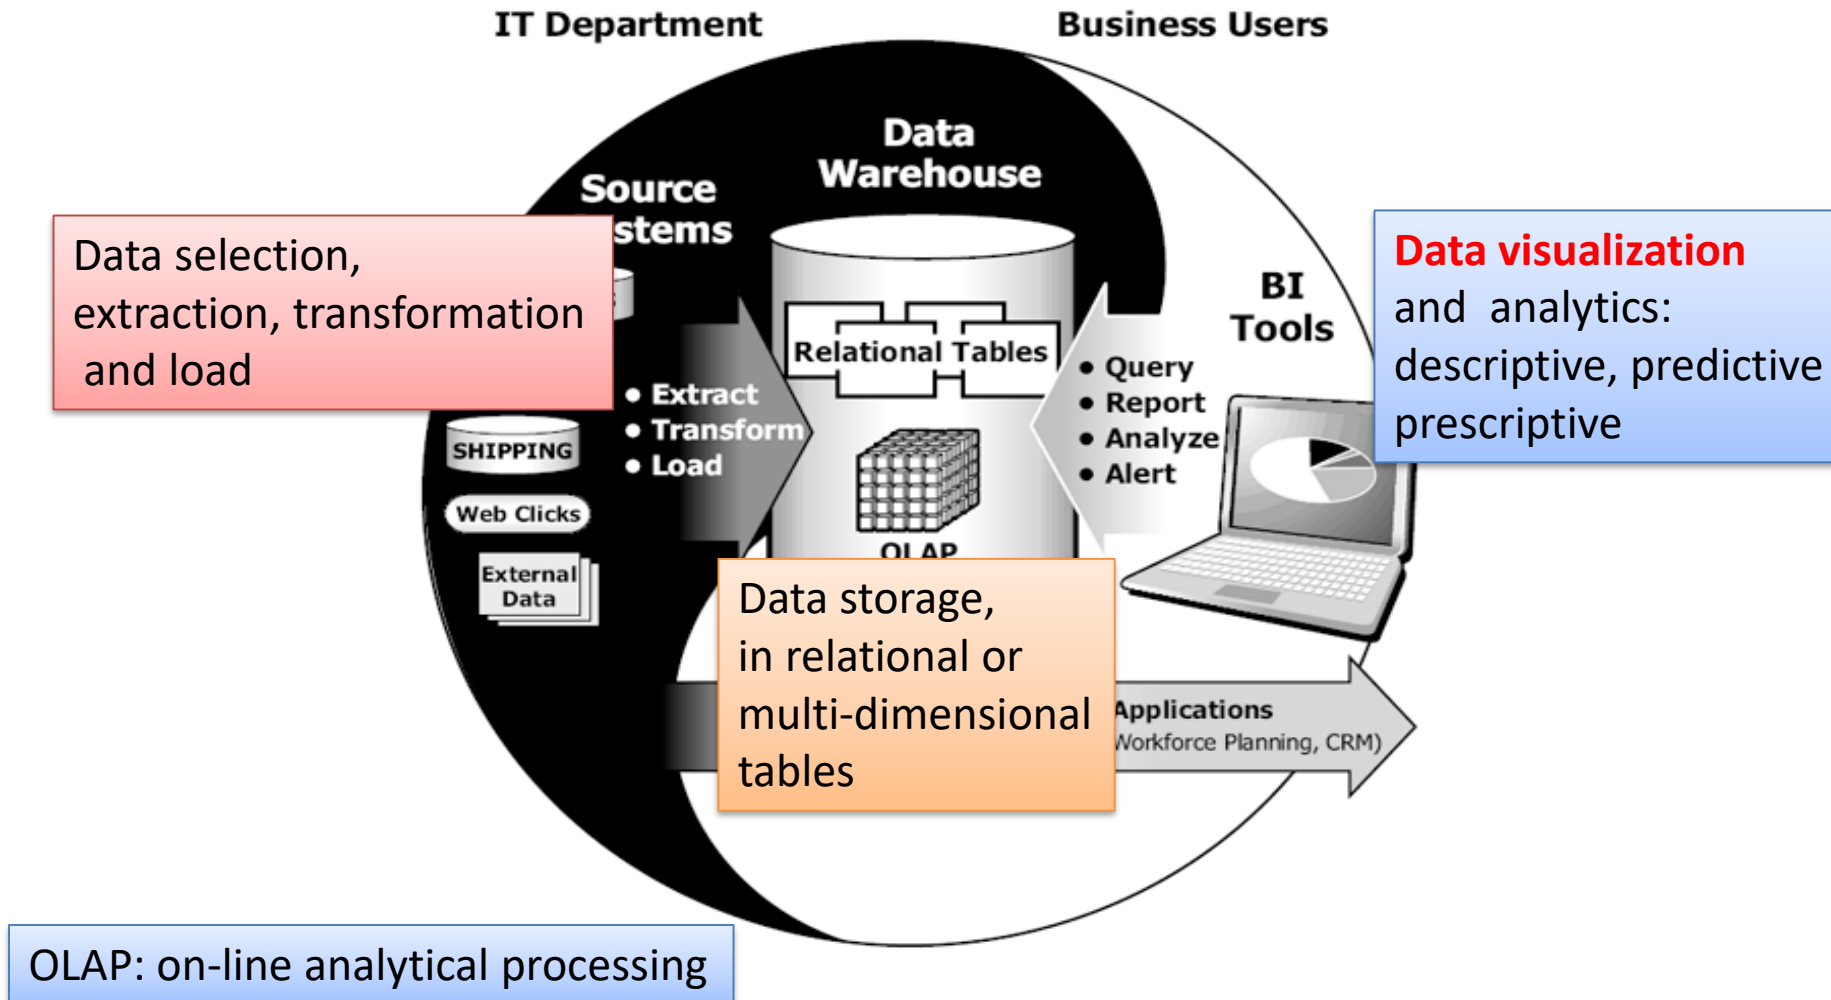 IT Department
Business Users
Data
Warehouse
Source
stems
Data selection,
extraction, transformation
and load
Data visualization
and analytics:
descriptive, predictive
prescriptive
BI
Tools
Relational Tables
• Extract
• Transform
• Load
• Query
• Report
• Analyze
• Alert
SHIPPING
Web Clicks
External
Data
OLAP
Data storage,
in relational or
multi-dimensional
tables
Applications
Workforce Planning, CRM)
OLAP: on-line analytical processing